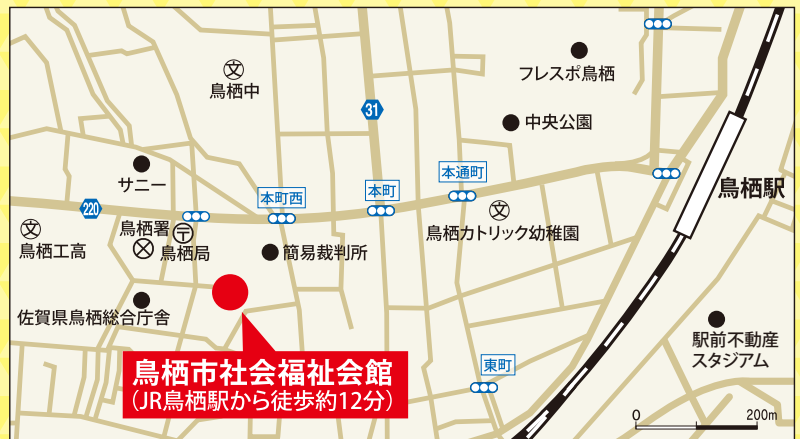 フレスポ鳥栖
文
鳥栖中
31
中央公園
サニー
本通町
本町西
本町
鳥栖駅
220
文
鳥栖工高
鳥栖署
〒
鳥栖局
文
鳥栖カトリック幼稚園
簡易裁判所
佐賀県鳥栖総合庁舎
駅前不動産
スタジアム
東町
鳥栖市社会福祉会館
(JR鳥栖駅から徒歩約12分)
0
200m